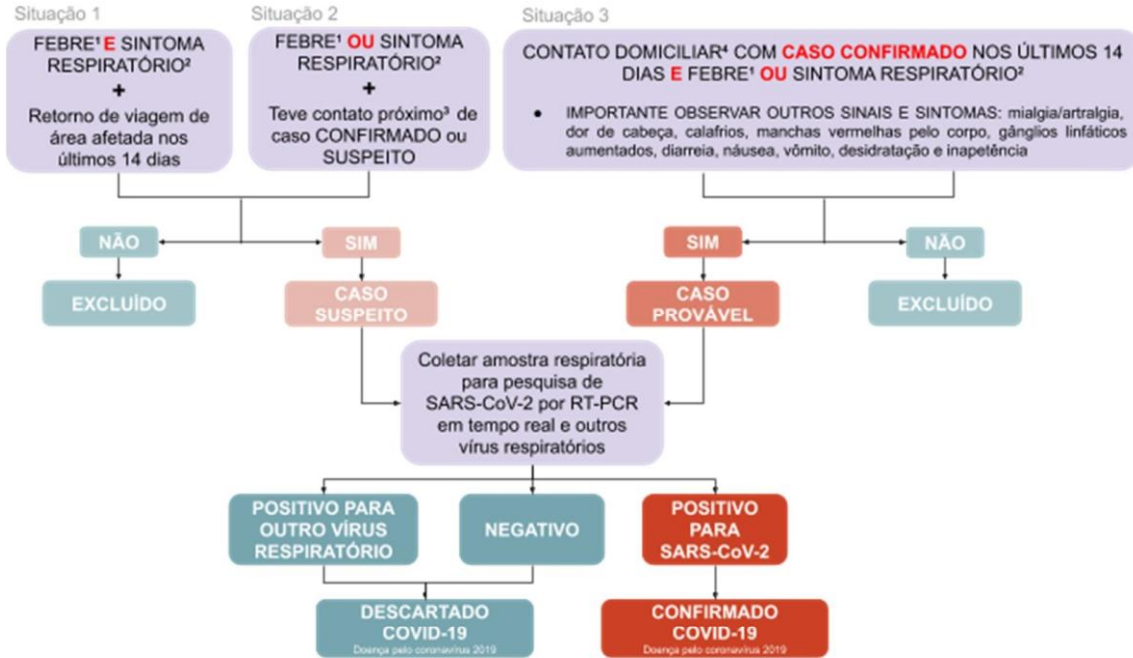 Situação 1
FEBRE¹ E SINTOMA
RESPIRATÓRIO²
+
Retorno de viagem de
área afetada nos
últimos 14 dias
Situação 2
FEBRE¹ OU SINTOMA
RESPIRATÓRIO²
+
Teve contato próximo³ de
caso CONFIRMADO ou
SUSPEITO
Situação 3
CONTATO DOMICILIAR⁴ COM CASO CONFIRMADO NOS ÚLTIMOS 14
DIAS E FEBRE¹ OU SINTOMA RESPIRATÓRIO²
• IMPORTANTE OBSERVAR OUTROS SINAIS E SINTOMAS: mialgia/artralgia,
dor de cabeça, calafrios, manchas vermelhas pelo corpo, gânglios linfáticos
aumentados, diarreia, náusea, vômito, desidratação e inapetência
NÃO
SIM
SIM
NÃO
EXCLUÍDO
CASO
SUSPEITO
CASO
PROVÁVEL
EXCLUÍDO
Coletar amostra respiratória
para pesquisa de
SARS-CoV-2 por RT-PCR
em tempo real e outros
vírus respiratórios
POSITIVO PARA
OUTRO VÍRUS
RESPIRATÓRIO
NEGATIVO
POSITIVO
PARA
SARS-CoV-2
DESCARTADO
COVID-19
Doença pelo coronavírus 2019
CONFIRMADO
COVID-19
Doença pelo coronavírus 2019